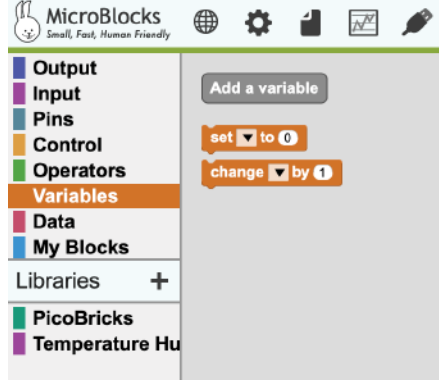 MicroBlocks
Small, Fast, Human Friendly
Output
Input
Pins
Control
Operators
Variables
Data
My Blocks
Libraries +
PicoBricks
Temperature Hu
Add a variable
set to 0
change by 1